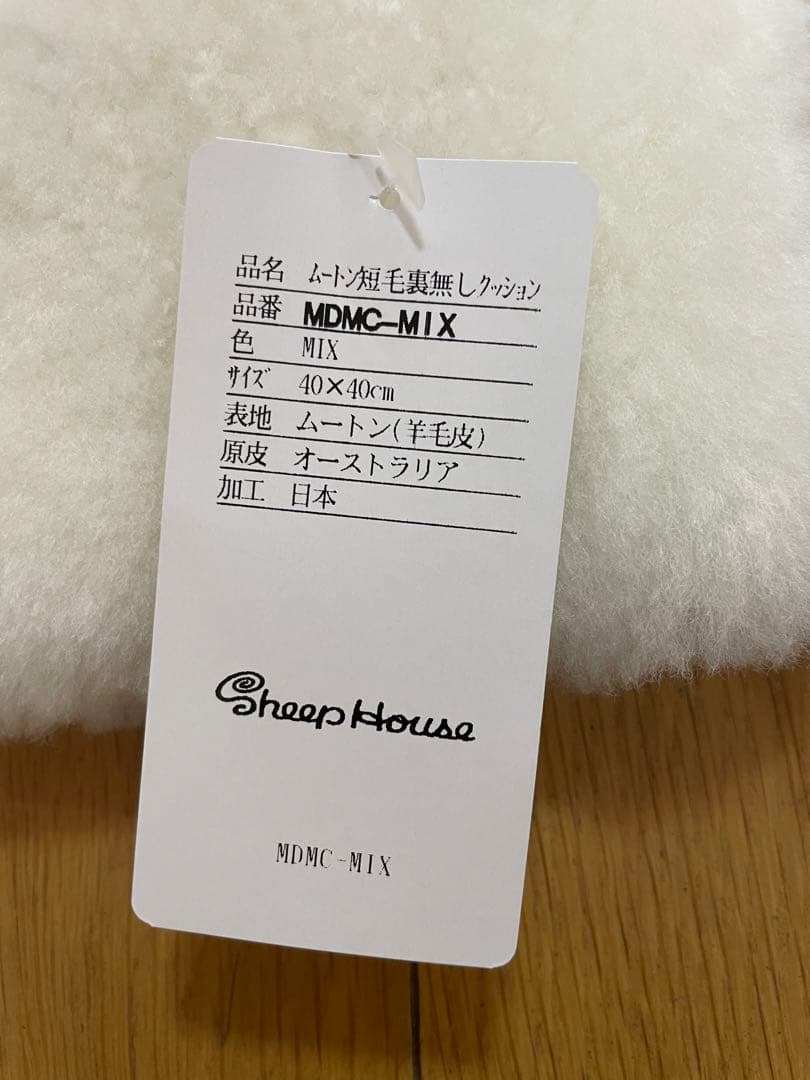 品名 ﾑｰﾄﾝ短毛裏無しｸｯｼｮﾝ
品番 MDMC-MIX
色 MIX
ｻｲｽﾞ 40×40cm
表地 ムートン(羊毛皮)
原皮 オーストラリア
加工 日本
Sheep House
MDMC-MIX